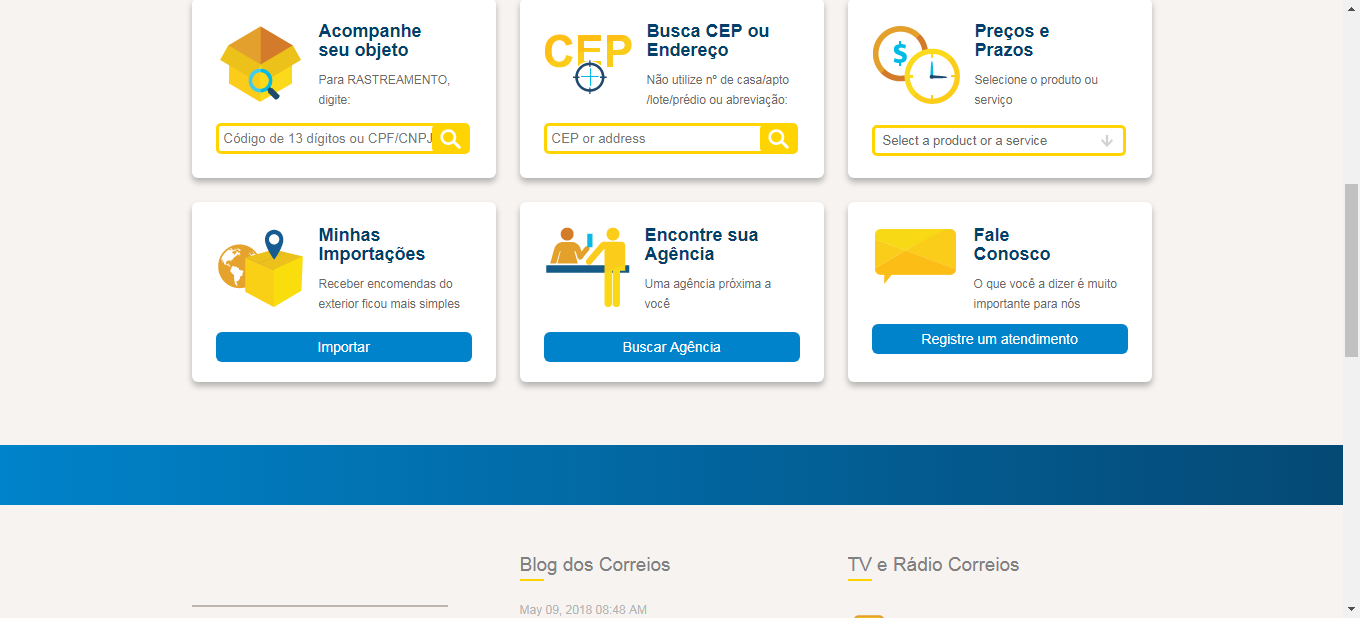 Acompanhe
seu objeto
Para RASTREAMENTO,
digite:
Código de 13 dígitos ou CPF/CNPJ
CEP
Busca CEP ou
Endereço
Não utilize nº de casa/apto
/lote/prédio ou abreviação:
CEP or address
$
Preços e
Prazos
Selecione o produto ou
serviço
Select a product or a service
Minhas
Importações
Receber encomendas do
exterior ficou mais simples
Importar
Encontre sua
Agência
Uma agência próxima a
você
Buscar Agência
Fale
Conosco
O que você a dizer é muito
importante para nós
Registre um atendimento
Blog dos Correios
May 09, 2018 08:48 AM
TV e Rádio Correios